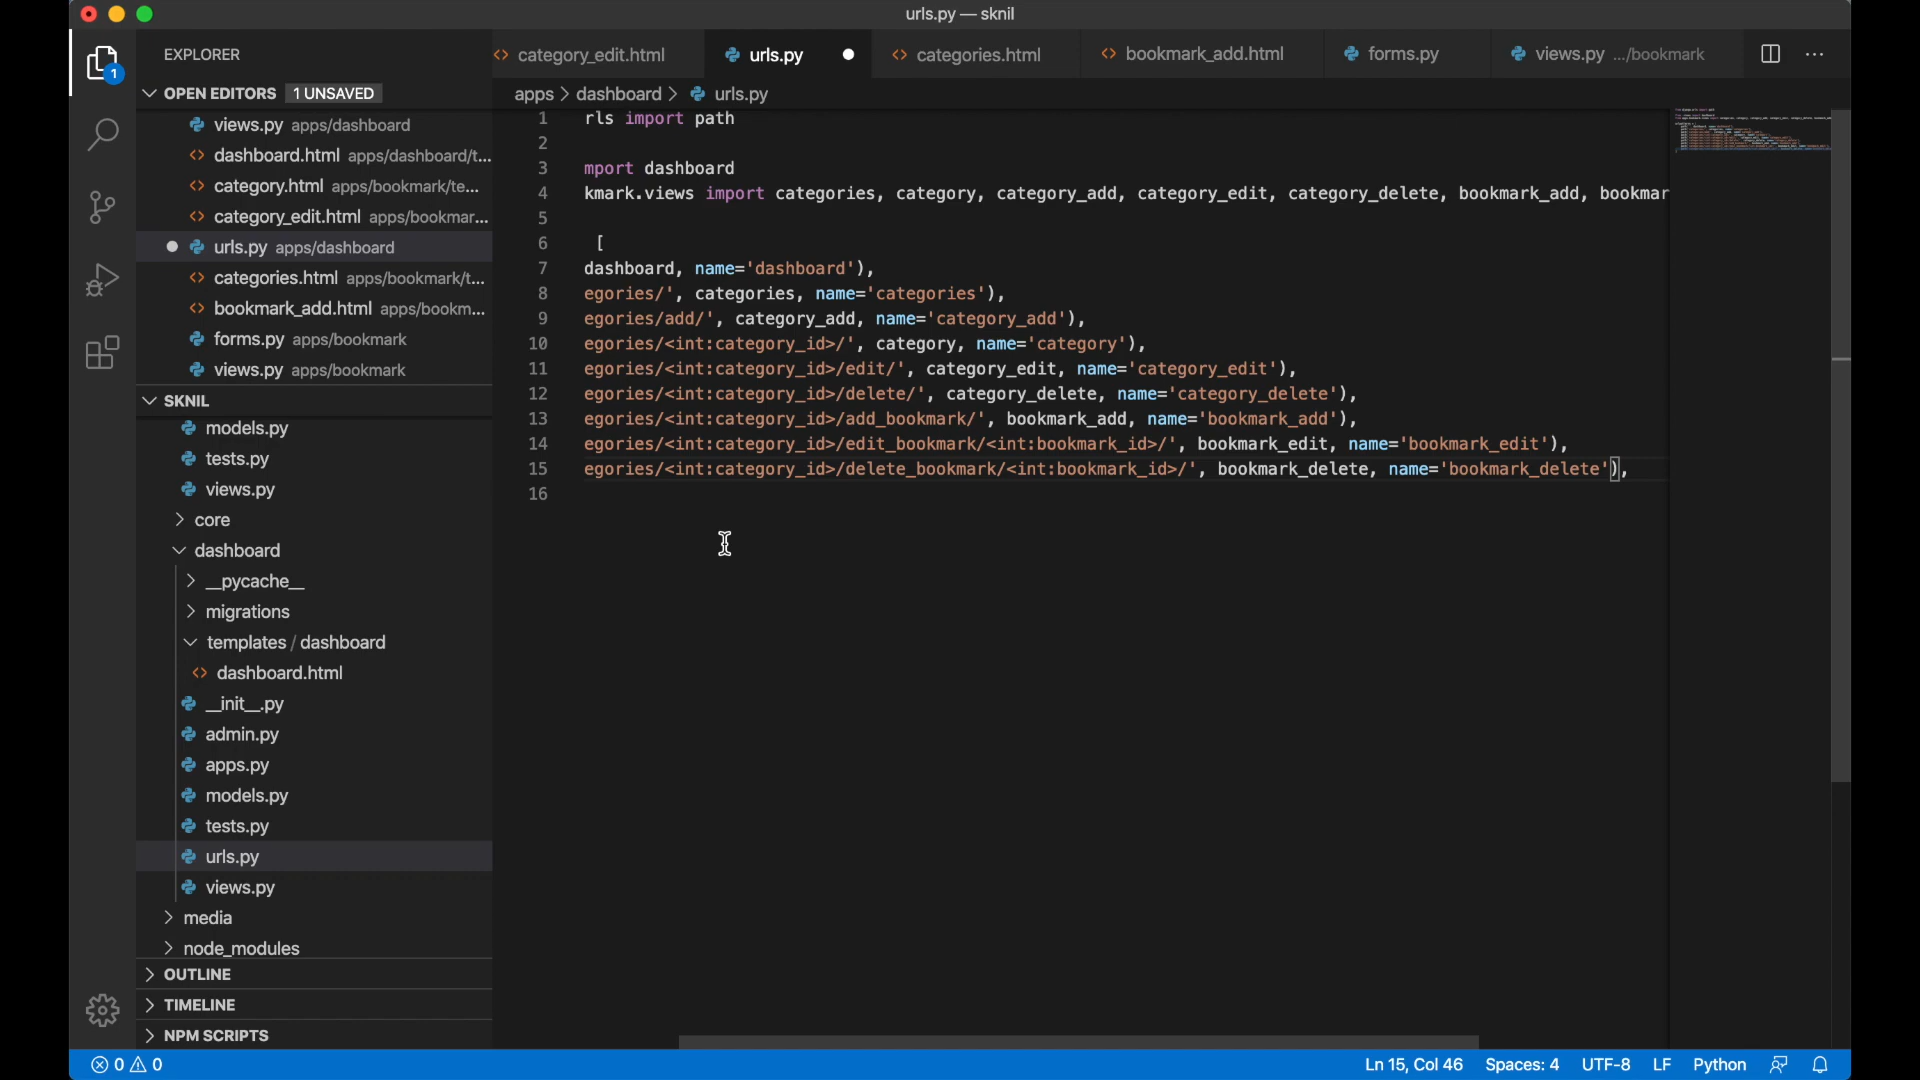 urls.py — sknil
EXPLORER
category_edit.html
urls.py
categories.html
bookmark_add.html
forms.py
views.py .../bookmark
OPEN EDITORS 1 UNSAVED
apps > dashboard > urls.py
views.py apps/dashboard
dashboard.html apps/dashboard/t...
category.html apps/bookmark/te...
category_edit.html apps/bookmar...
urls.py apps/dashboard
categories.html apps/bookmark/t...
bookmark_add.html apps/bookm...
forms.py apps/bookmark
views.py apps/bookmark
SKNIL
models.py
tests.py
views.py
core
dashboard
__pycache__
migrations
templates / dashboard
dashboard.html
__init__.py
admin.py
apps.py
models.py
tests.py
urls.py
views.py
media
node_modules
OUTLINE
TIMELINE
NPM SCRIPTS
1 rls import path
2
3 mport dashboard
4 kmark.views import categories, category, category_add, category_edit, category_delete, bookmark_add, bookmar
5
6 [
7 dashboard, name='dashboard'),
8 egories/', categories, name='categories'),
9 egories/add/', category_add, name='category_add'),
10 egories/<int:category_id>/', category, name='category'),
11 egories/<int:category_id>/edit/', category_edit, name='category_edit'),
12 egories/<int:category_id>/delete/', category_delete, name='category_delete'),
13 egories/<int:category_id>/add_bookmark/', bookmark_add, name='bookmark_add'),
14 egories/<int:category_id>/edit_bookmark/<int:bookmark_id>/', bookmark_edit, name='bookmark_edit'),
15 egories/<int:category_id>/delete_bookmark/<int:bookmark_id>/', bookmark_delete, name='bookmark_delete'),
16
0 0
Ln 15, Col 46
Spaces: 4
UTF-8
LF
Python
1